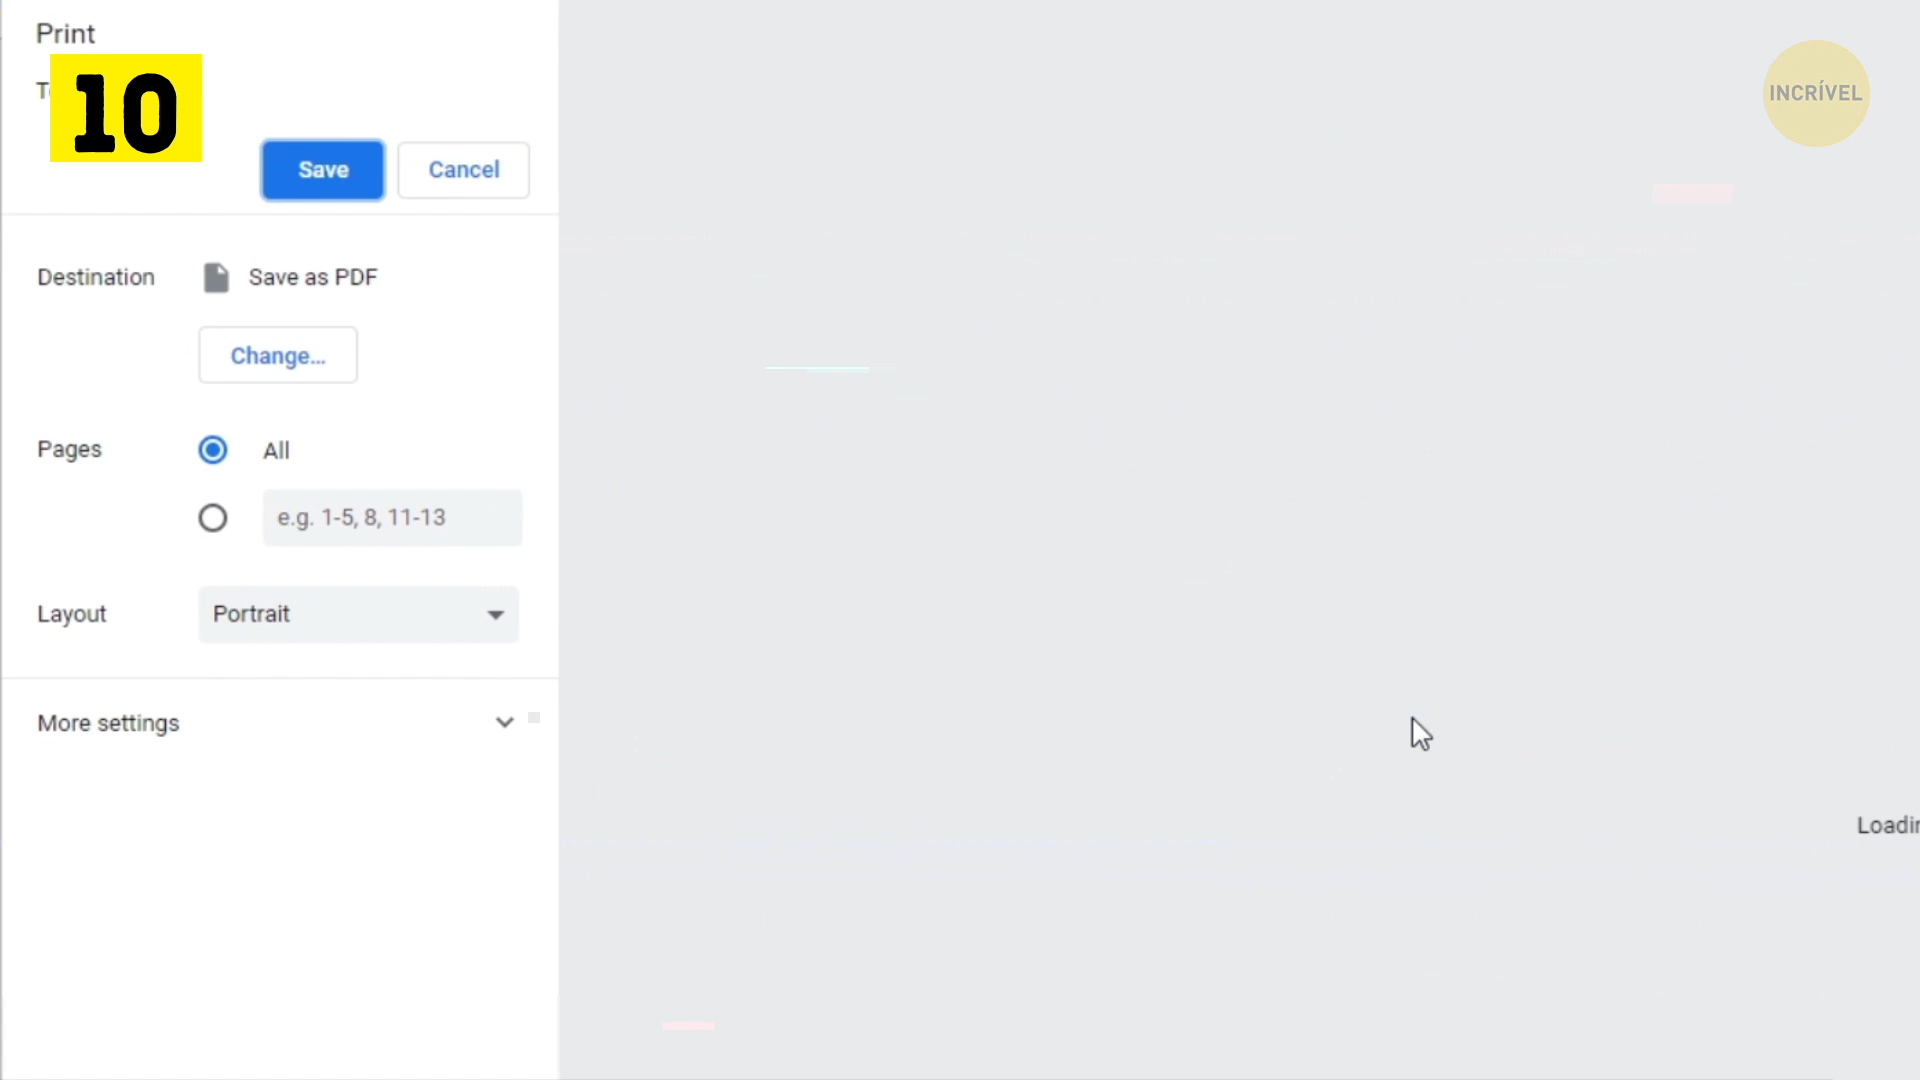 Print
10
INCRÍVEL
Save
Cancel
Destination
Save as PDF
Change...
Pages
All
e.g. 1-5, 8, 11-13
Layout
Portrait
More settings